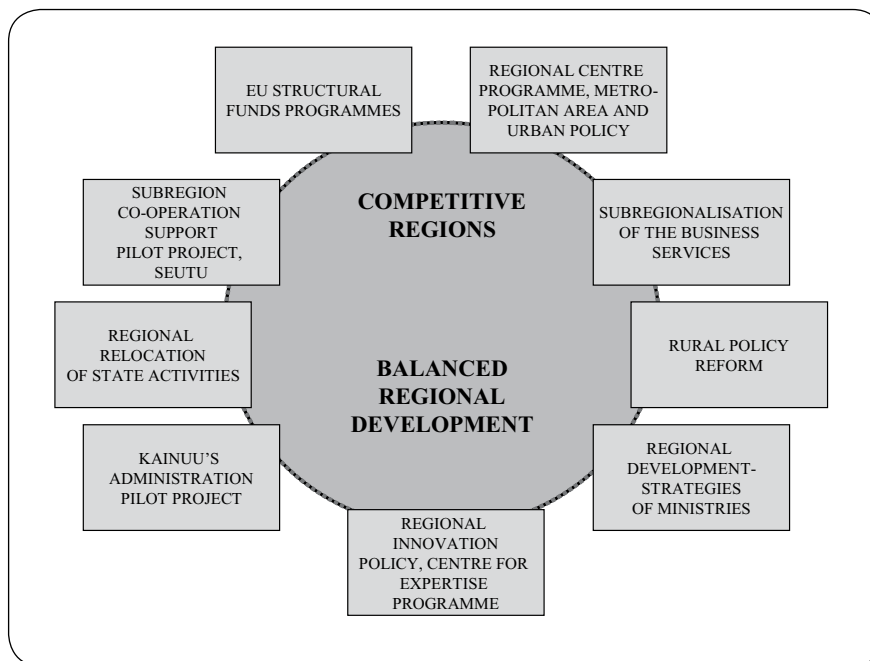 EU STRUCTURAL
FUNDS PROGRAMMES
REGIONAL CENTRE
PROGRAMME, METRO-
POLITAN AREA AND
URBAN POLICY
SUBREGION
CO-OPERATION
SUPPORT
PILOT PROJECT,
SEUTU
COMPETITIVE
REGIONS
SUBREGIONALISATION
OF THE BUSINESS
SERVICES
REGIONAL
RELOCATION
OF STATE ACTIVITIES
BALANCED
REGIONAL
DEVELOPMENT
RURAL POLICY
REFORM
KAINUU'S
ADMINISTRATION
PILOT PROJECT
REGIONAL
DEVELOPMENT-
STRATEGIES
OF MINISTRIES
REGIONAL
INNOVATION
POLICY, CENTRE FOR
EXPERTISE
PROGRAMME